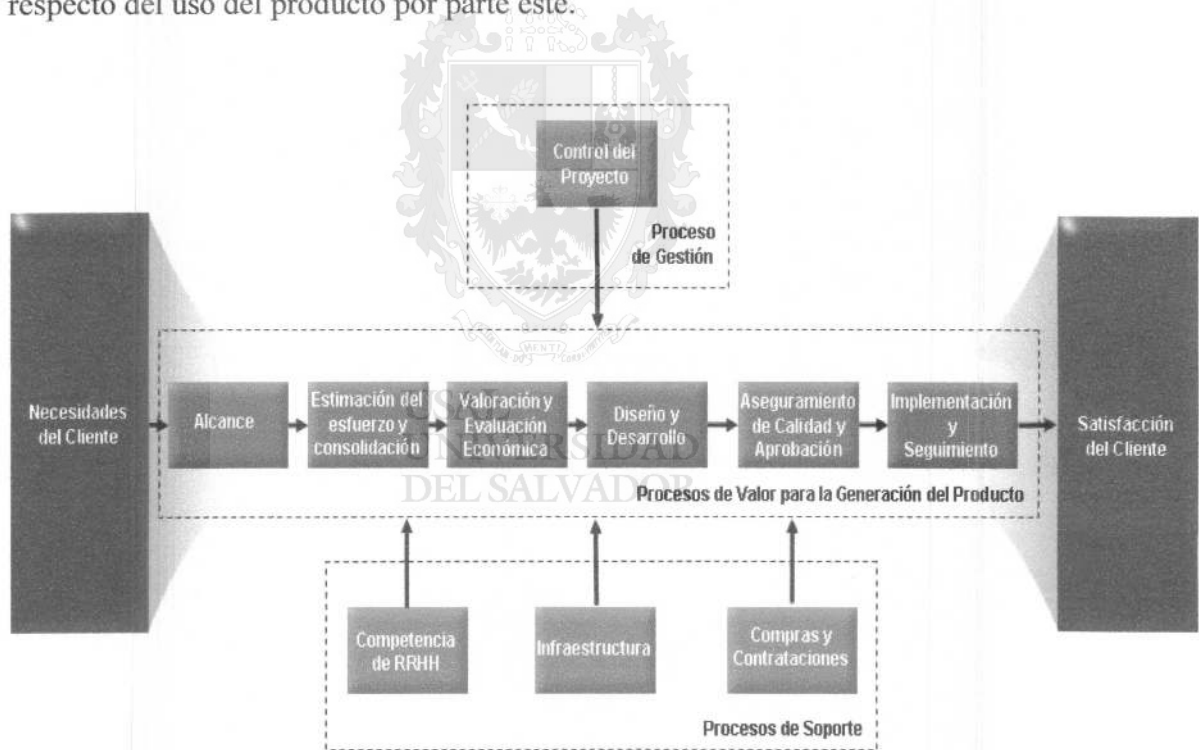 respecto del uso del producto por parte este.
Control del
Proyecto
Proceso
de Gestión
Necesidades
del Cliente
Alcance
Estimación del
esfuerzo y
consolidación
Valoración y
Evaluación
Económica
Diseño y
Desarrollo
Aseguramiento
de Calidad y
Aprobación
Implementación
y
Seguimiento
Satisfacción
del Cliente
Procesos de Valor para la Generación del Producto
USAL
UNIVERSIDAD
DEL SALVADOR
Competencia
de RRHH
Infraestructura
Compras y
Contrataciones
Procesos de Soporte